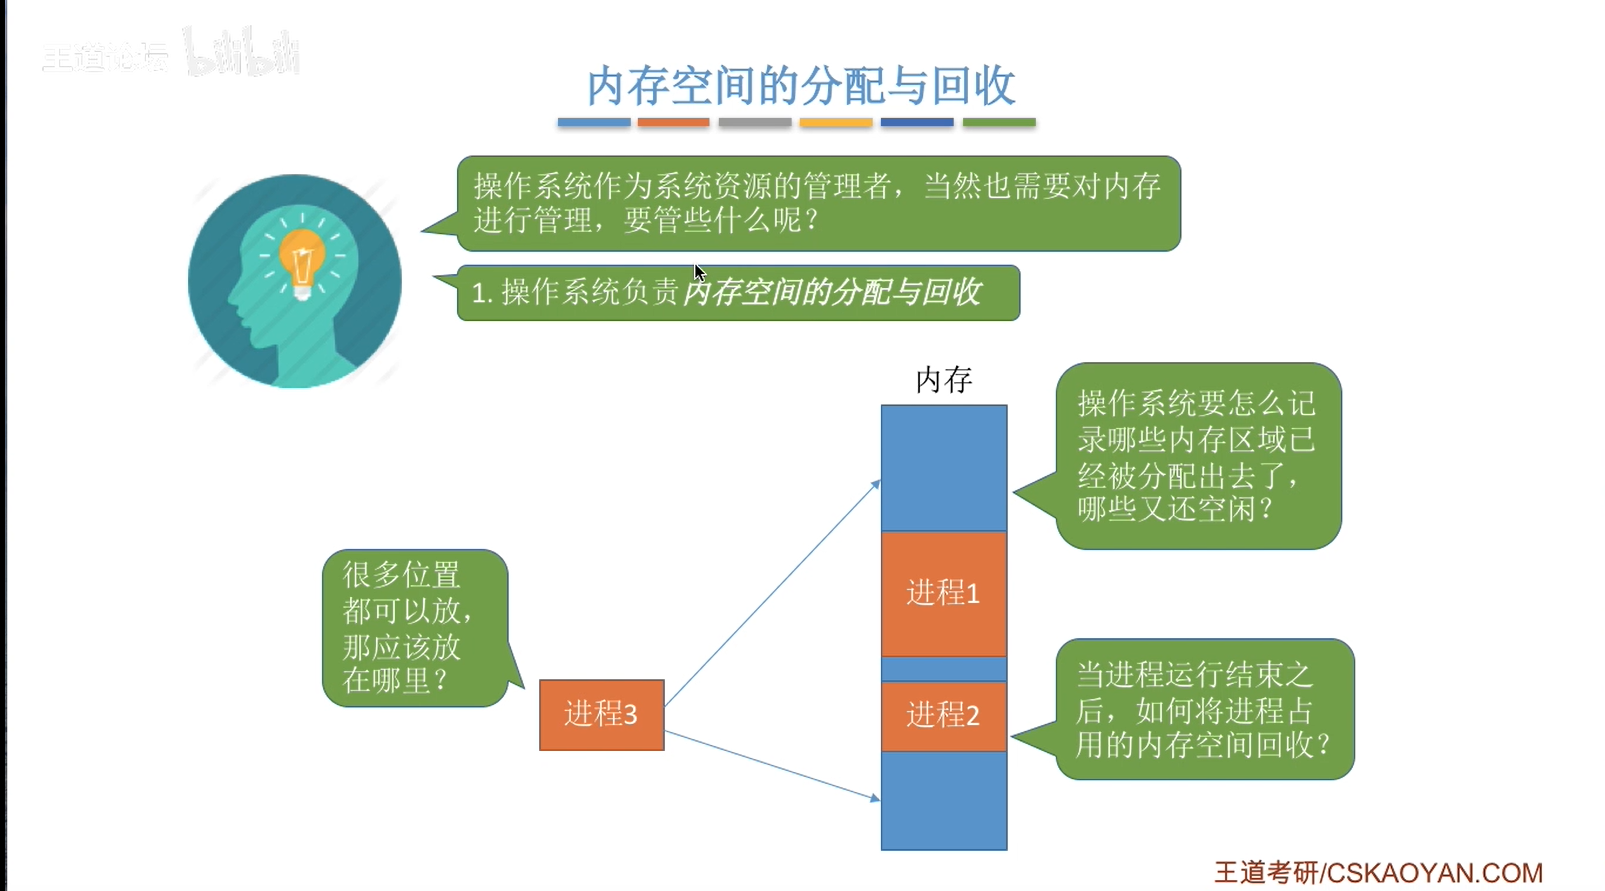 王道论坛 bilibili
内存空间的分配与回收
操作系统作为系统资源的管理者，当然也需要对内存
进行管理，要管些什么呢？
1. 操作系统负责内存空间的分配与回收
内存
操作系统要怎么记
录哪些内存区域已
经被分配出去了，
哪些又还空闲？
进程1
很多位置
都可以放，
那应该放
在哪里？
进程3
进程2
当进程运行结束之
后，如何将进程占
用的内存空间回收？
王道考研/CSKAOYAN.COM